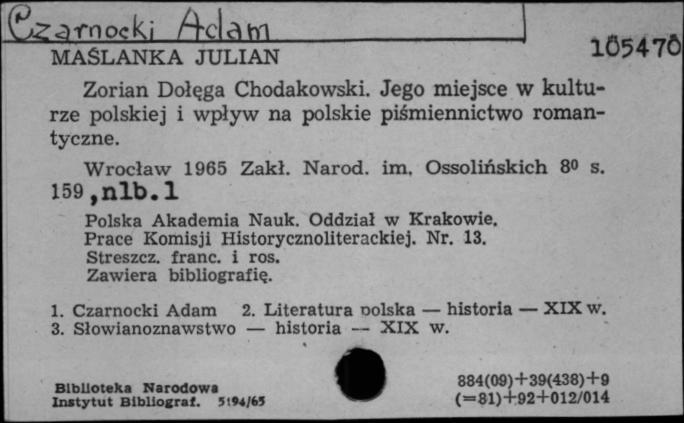 Czarnocki Adam
MAŚLANKA JULIAN
105470
Zorian Dołęga Chodakowski. Jego miejsce w kultu-
rze polskiej i wpływ na polskie piśmiennictwo roman-
tyczne.
Wrocław 1965 Zakł. Narod. im. Ossolińskich 8⁰ s.
159 ,nlb.1
Polska Akademia Nauk. Oddział w Krakowie.
Prace Komisji Historycznoliterackiej. Nr. 13.
Streszcz. franc. i ros.
Zawiera bibliografię.
1. Czarnocki Adam 2. Literatura polska — historia — XIX w.
3. Słowianoznawstwo — historia — XIX w.
Biblioteka Narodowa
Instytut Bibliograf. 5194/65
884(09)+39(438)+9
(=81)+92+012/014